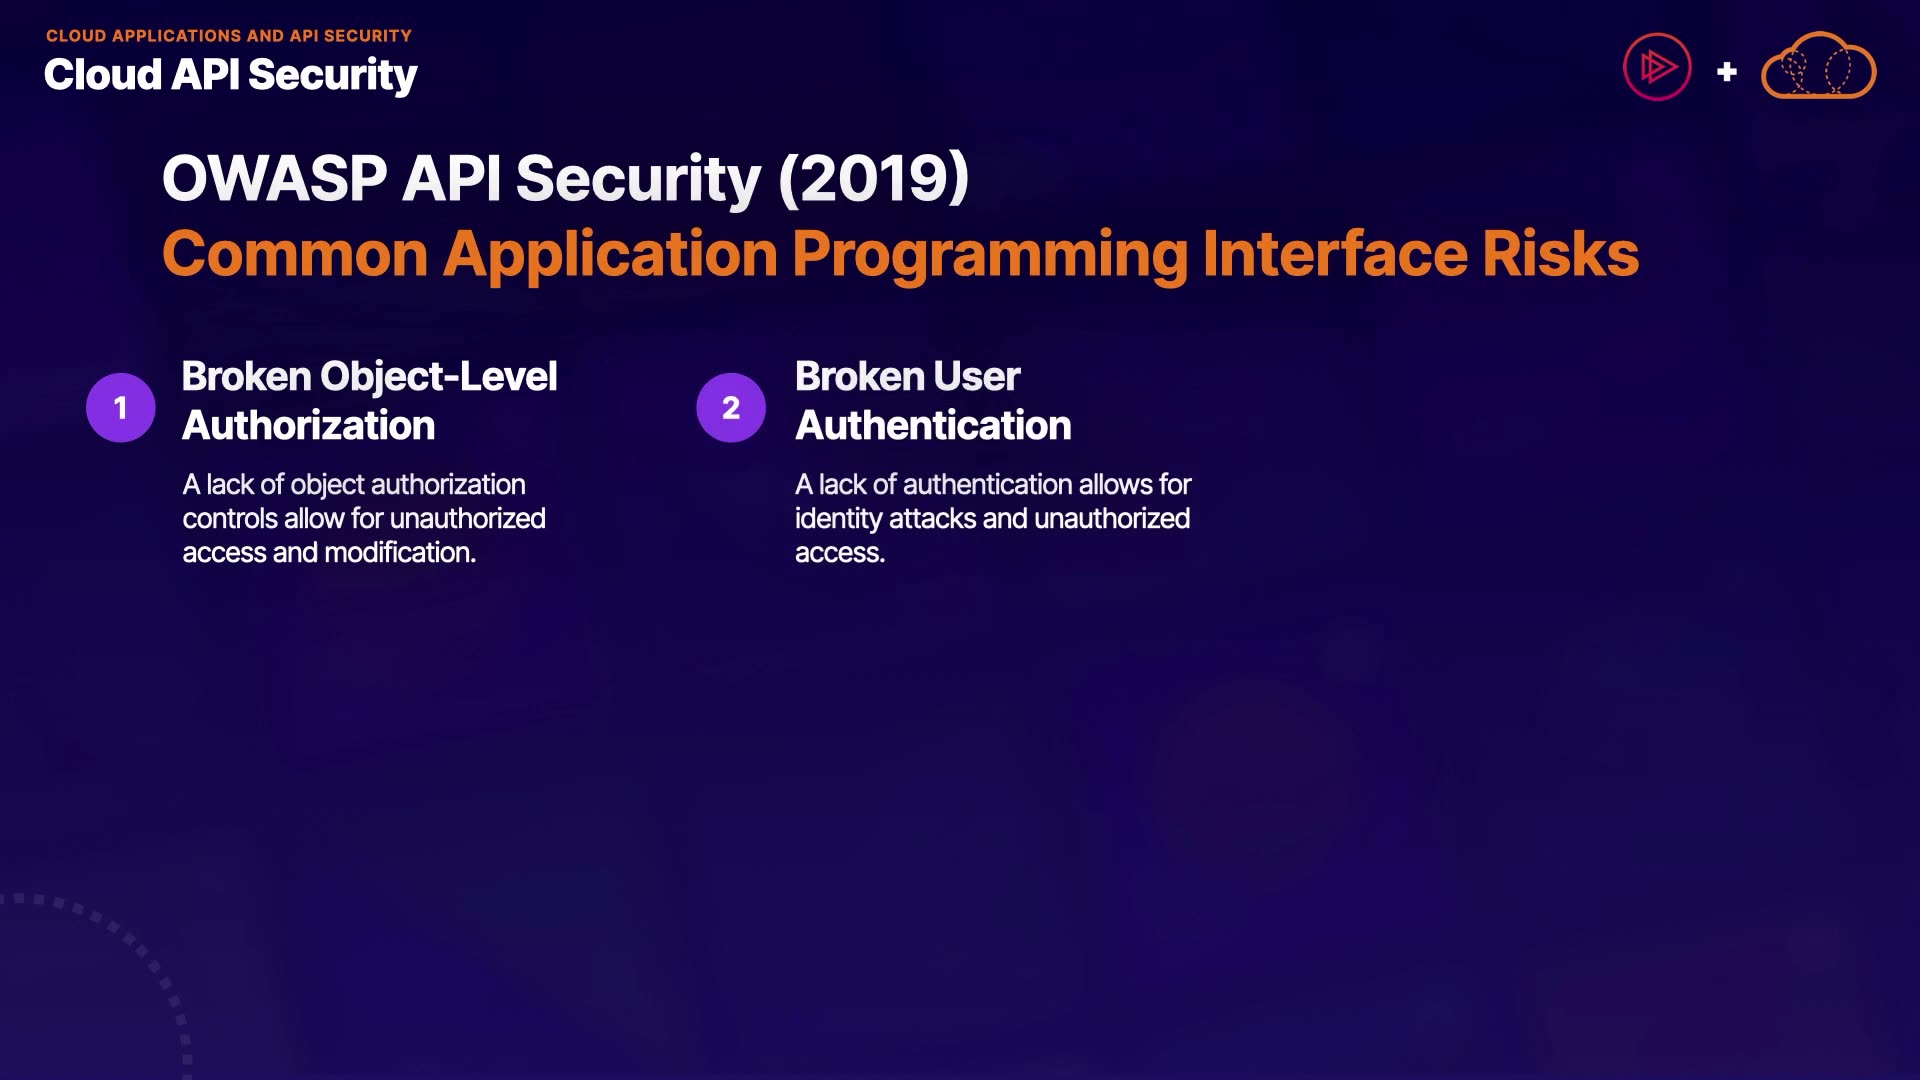 CLOUD APPLICATIONS AND API SECURITY
Cloud API Security
+
OWASP API Security (2019)
Common Application Programming Interface Risks
1
Broken Object-Level
Authorization
A lack of object authorization
controls allow for unauthorized
access and modification.
2
Broken User
Authentication
A lack of authentication allows for
identity attacks and unauthorized
access.